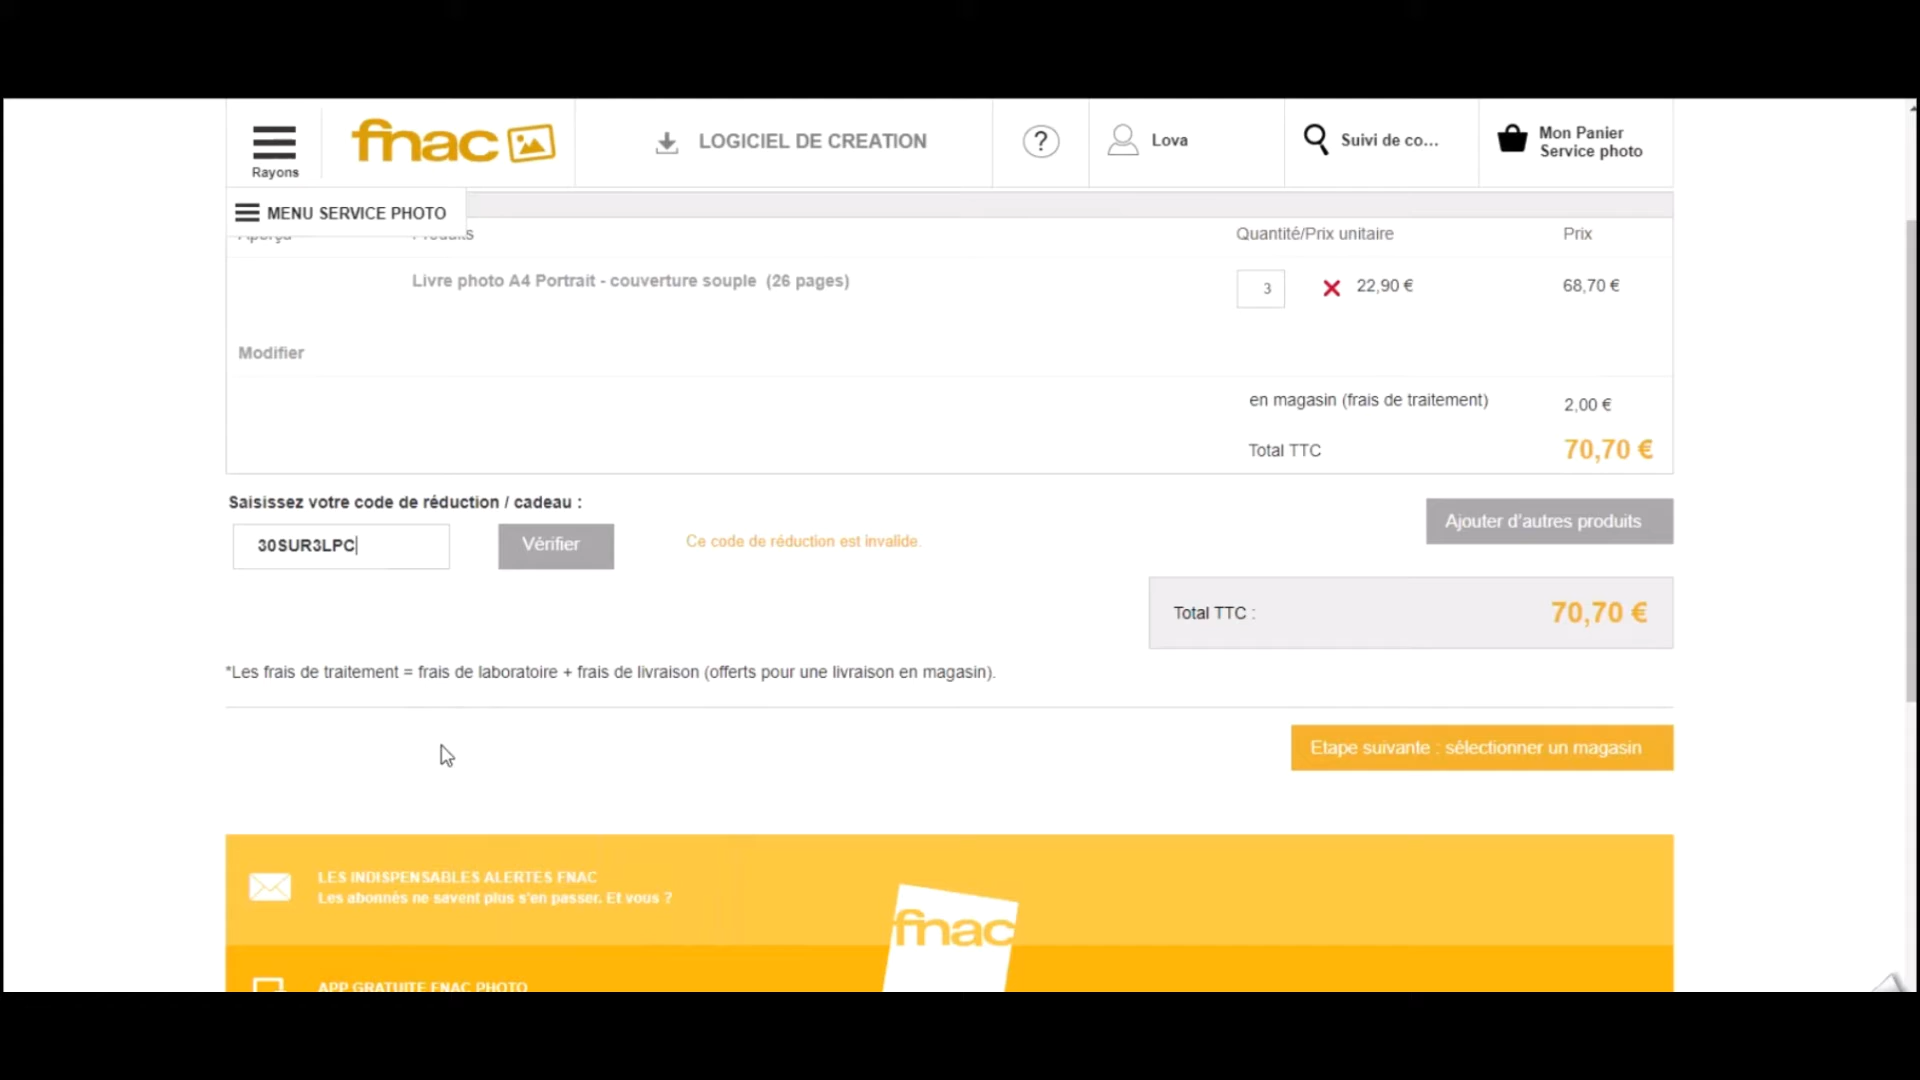 Rayons
fnac
LOGICIEL DE CREATION
?
Lova
Suivi de co...
Mon Panier
Service photo
MENU SERVICE PHOTO
Aperçu
Produits
Quantité/Prix unitaire
Prix
Livre photo A4 Portrait - couverture souple (26 pages)
3
22,90 €
68,70 €
Modifier
en magasin (frais de traitement)
2,00 €
Total TTC
70,70 €
Saisissez votre code de réduction / cadeau :
30SUR3LPC
Vérifier
Ce code de réduction est invalide.
Ajouter d'autres produits
Total TTC :
70,70 €
*Les frais de traitement = frais de laboratoire + frais de livraison (offerts pour une livraison en magasin).
Etape suivante : sélectionner un magasin
LES INDISPENSABLES ALERTES FNAC
Les abonnés ne savent plus s'en passer. Et vous ?
fnac
APP GRATUITE FNAC PHOTO